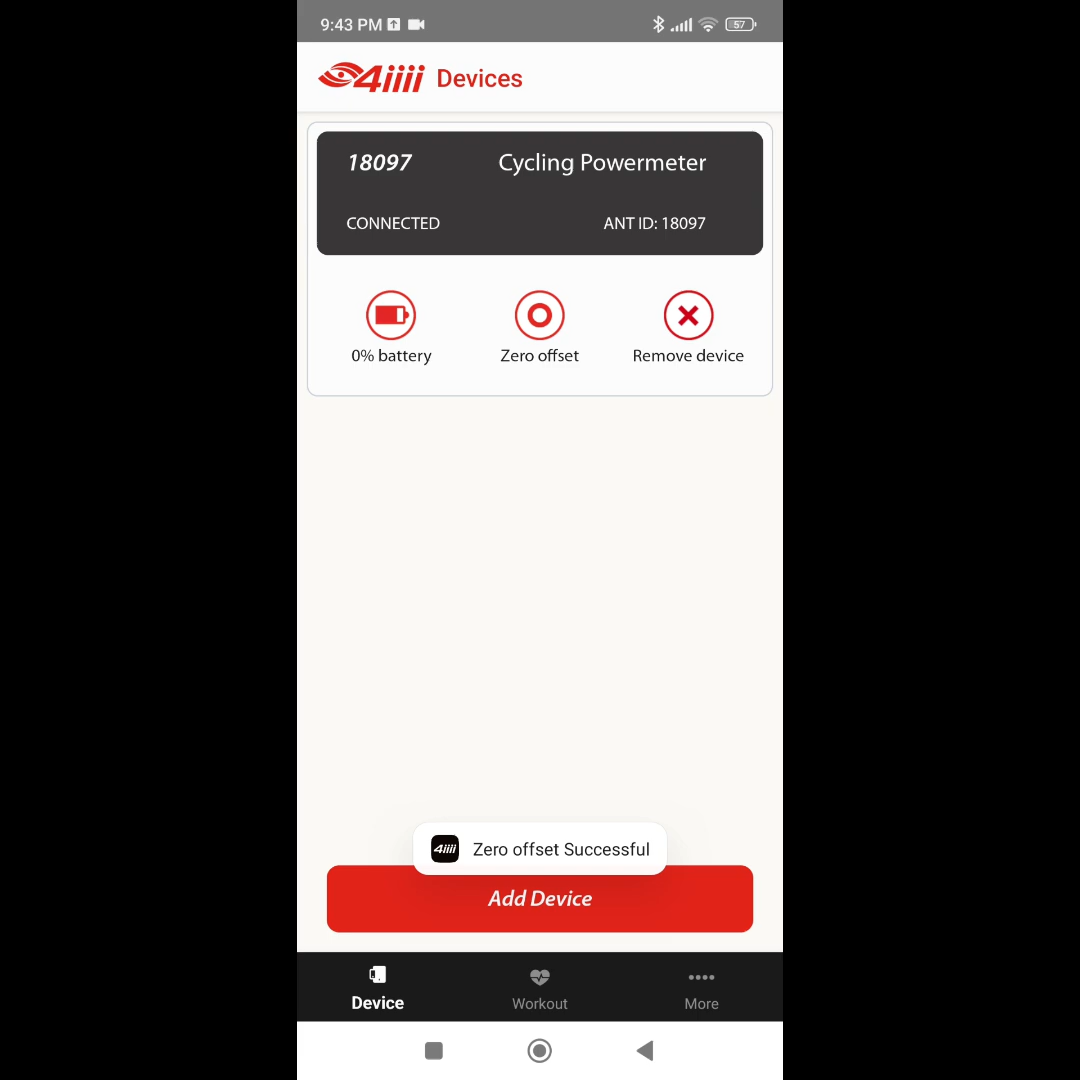 9:43 PM
57
4iiii Devices
18097 Cycling Powermeter
CONNECTED ANT ID: 18097
0% battery Zero offset Remove device
4iiii Zero offset Successful
Add Device
Device Workout More